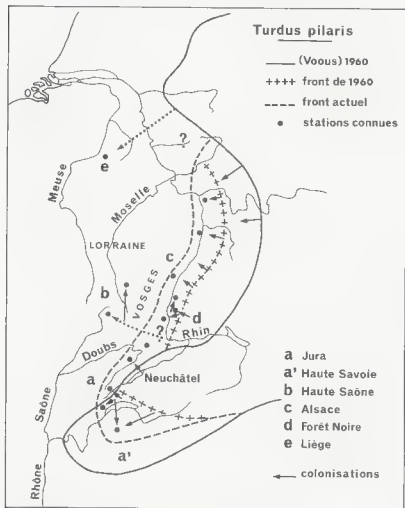 Turdus pilaris
(Voous) 1960
++++ front de 1960
front actuel
stations connues
?
e
Meuse
Moselle
LORRAINE
c
VOSGES
b
?
d
Rhin
Doubs
a
Neuchâtel
Saône
a'
Rhône
a Jura
a' Haute Savoie
b Haute Saône
c Alsace
d Forêt Noire
e Liège
colonisations